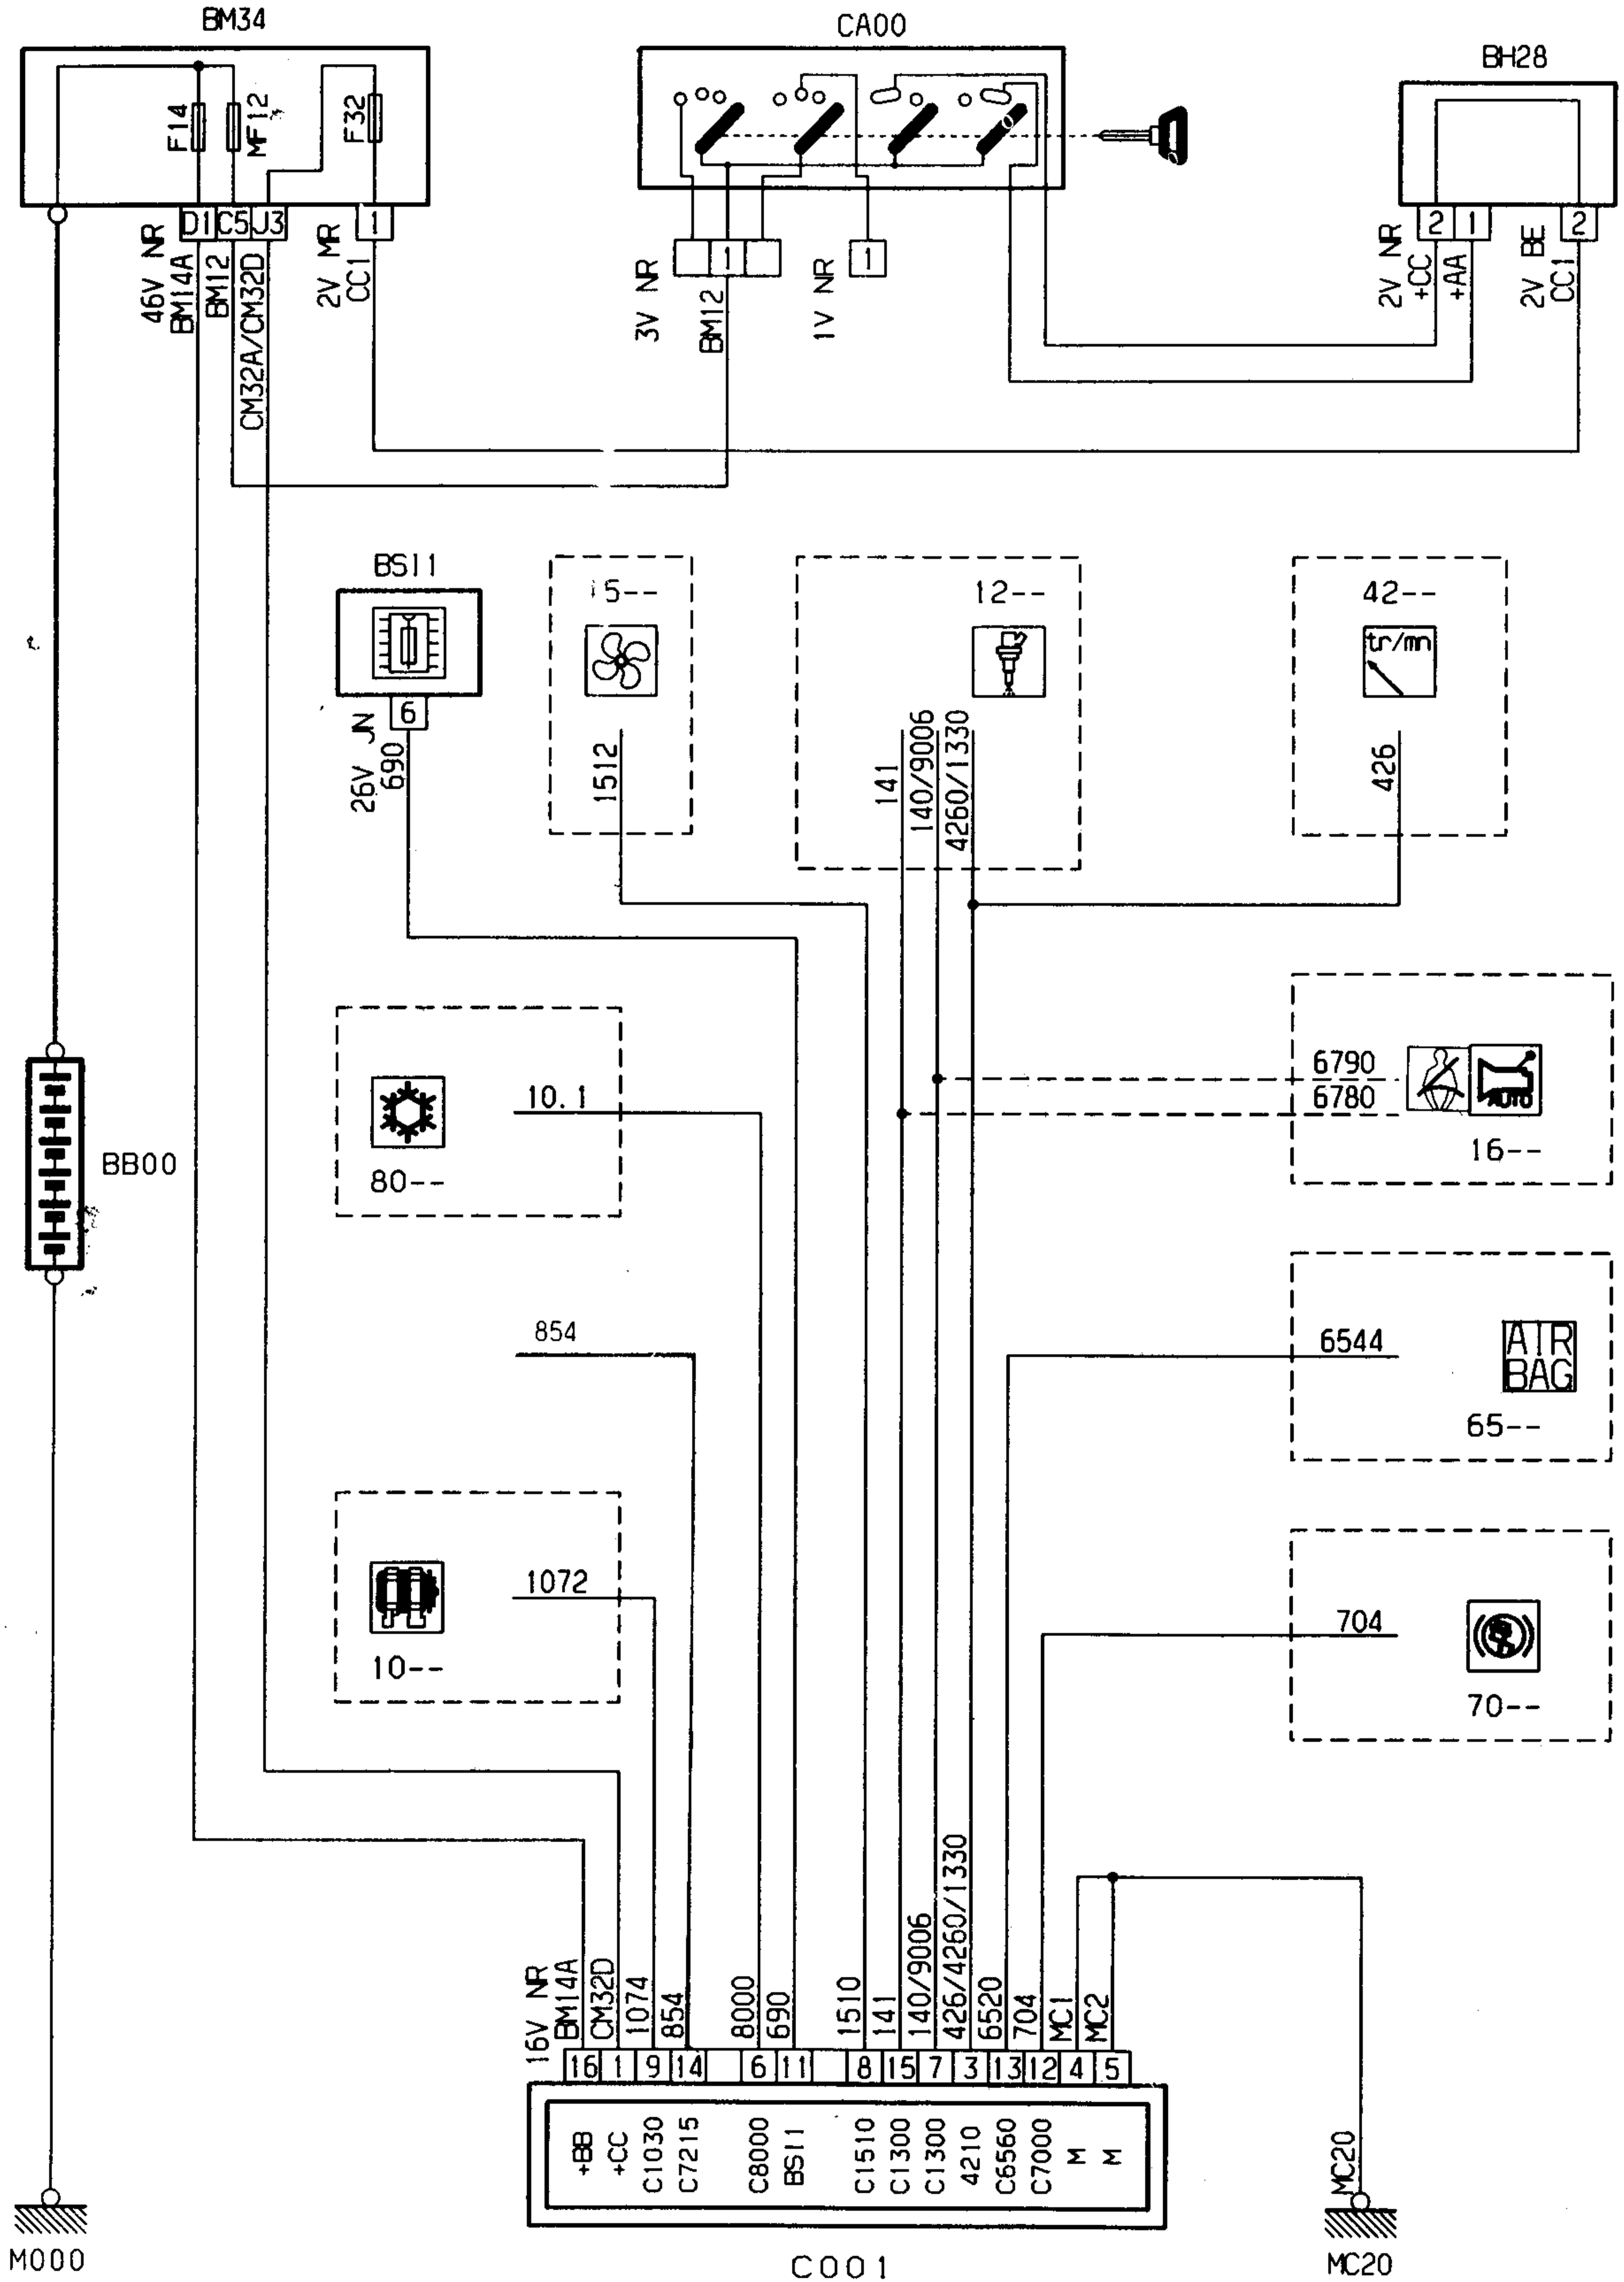 BM34
CA00
BH28
F14
MF12
F32
D1 C5 J3
1
46V NR
BM14A
BM12
CM32A/CM32D
2V MR
CC1
3V NR
1
BM12
1V NR
1
2 1
2
2V NR
+CC
+AA
2V BE
CC1
BSI1
6
26V JN
690
5--
1512
12--
141
140/9006
4260/1330
42--
tr/mn
426
10.1
80--
6790
6780
AUTO
16--
BB00
854
6544
AIR
BAG
65--
1072
10--
704
70--
16V NR
BM14A
CM32D
1074
854
8000
690
1510
141
140/9006
426/4260/1330
6520
704
MC1
MC2
16 1 9 14 6 11 8 15 7 3 13 12 4 5
+BB
+CC
C1030
C7215
C8000
BSI1
C1510
C1300
C1300
4210
C6560
C7000
M
M
MC20
M000
C001
MC20